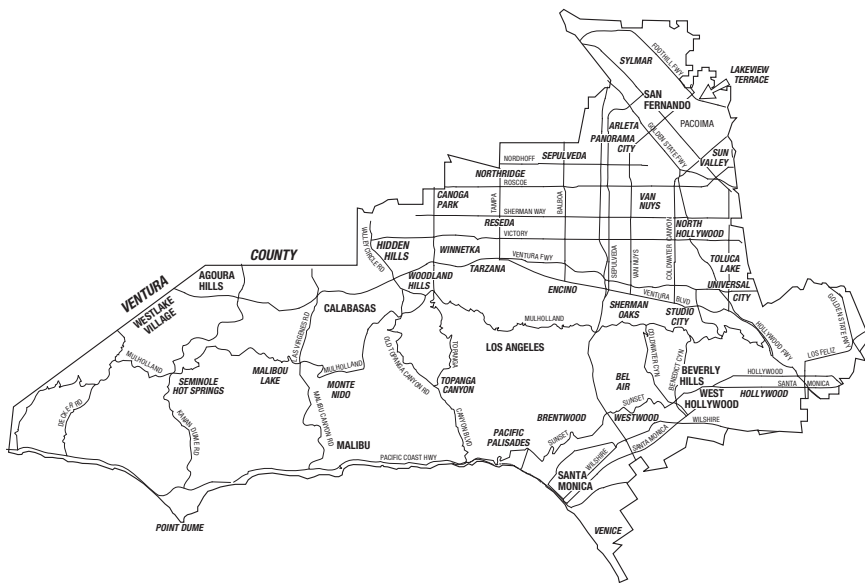 SYLMAR
FOOTHILL FWY
LAKEVIEW
TERRACE
SAN
FERNANDO
PACOIMA
ARLETA
PANORAMA
CITY
GOLDEN STATE FWY
SUN
VALLEY
NORDHOFF
SEPULVEDA
NORTHRIDGE
ROSCOE
CANOGA
PARK
TAMPA
BALBOA
VAN
NUYS
SHERMAN WAY
RESEDA
NORTH
HOLLYWOOD
VICTORY
VALLEY CIRCLE RD
HIDDEN
HILLS
WINNETKA
VENTURA FWY
TARZANA
SEPULVEDA
VAN NUYS
COLDWATER CANYON
TOLUCA
LAKE
VENTURA
COUNTY
AGOURA
HILLS
WOODLAND
HILLS
ENCINO
VENTURA BLVD
UNIVERSAL
CITY
WESTLAKE
VILLAGE
CALABASAS
SHERMAN
OAKS
STUDIO
CITY
GOLDEN STATE FWY
LAS VIRGENES RD
MULHOLLAND
HOLLYWOOD FWY
LOS FELIZ
MULHOLLAND
LOS ANGELES
COLDWATER CYN
BENEDICT CYN
SEMINOLE
HOT SPRINGS
MALIBOU
LAKE
MULHOLLAND
MONTE
NIDO
OLD TOPANGA CANYON RD
TOPANGA
CANYON BLVD
TOPANGA
CANYON
BEL
AIR
BEVERLY
HILLS
HOLLYWOOD
SANTA MONICA
WEST
HOLLYWOOD
HOLLYWOOD
DECKER RD
KANAN DUME RD
MALIBU CANYON RD
SUNSET
BRENTWOOD
WESTWOOD
WILSHIRE
MALIBU
PACIFIC
PALISADES
SUNSET
SANTA MONICA
PACIFIC COAST HWY
WILSHIRE
SANTA
MONICA
POINT DUME
VENICE